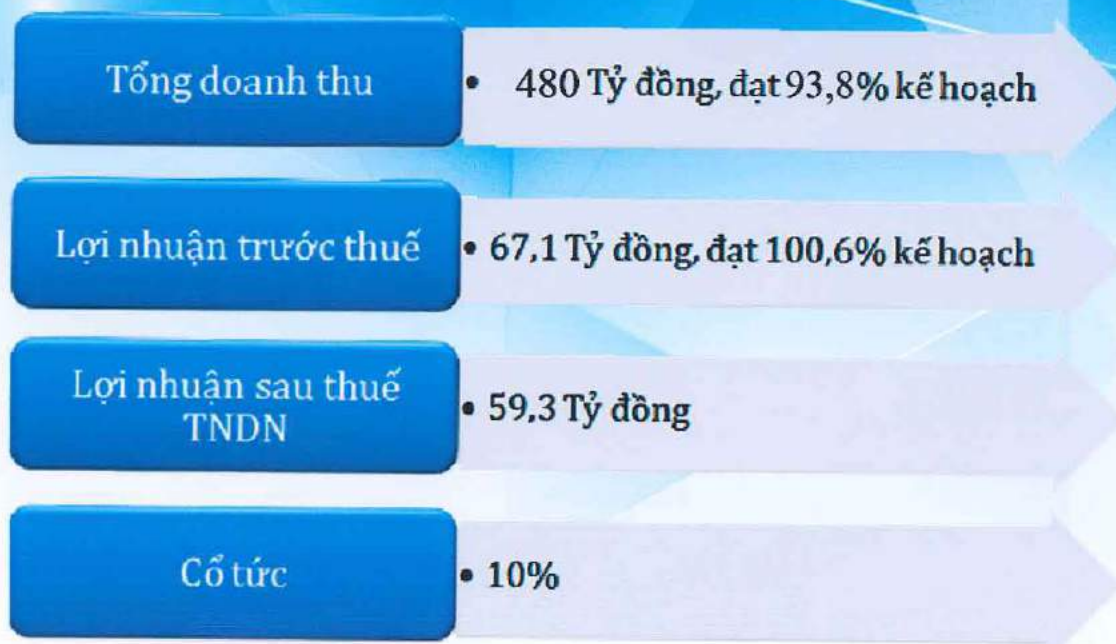 Tổng doanh thu
• 480 Tỷ đồng, đạt 93,8% kế hoạch
Lợi nhuận trước thuế
• 67,1 Tỷ đồng, đạt 100,6% kế hoạch
Lợi nhuận sau thuế
TNDN
• 59,3 Tỷ đồng
Cổ tức
• 10%